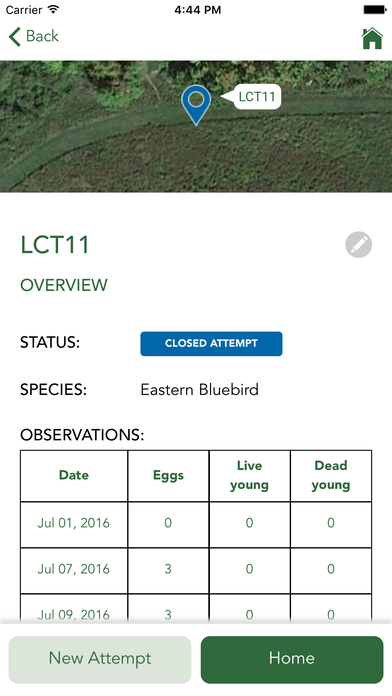 Carrier 4:44 PM
Back
LCT11
LCT11
OVERVIEW
STATUS: CLOSED ATTEMPT
SPECIES: Eastern Bluebird
OBSERVATIONS:
Date Eggs Live young Dead young
Jul 01, 2016 0 0 0
Jul 07, 2016 3 0 0
Jul 09, 2016 3 0 0
New Attempt Home